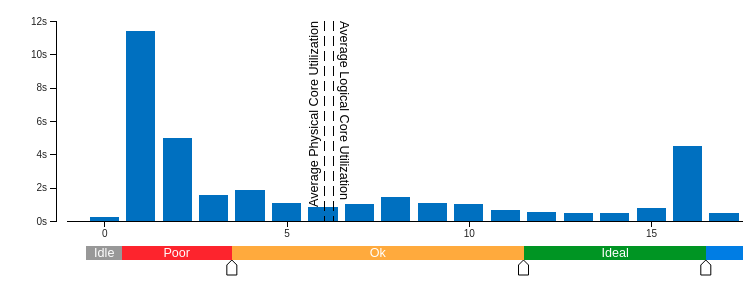 12s
10s
8s
6s
4s
2s
0s
Average Physical Core Utilization
Average Logical Core Utilization
0 5 10 15
Idle Poor Ok Ideal